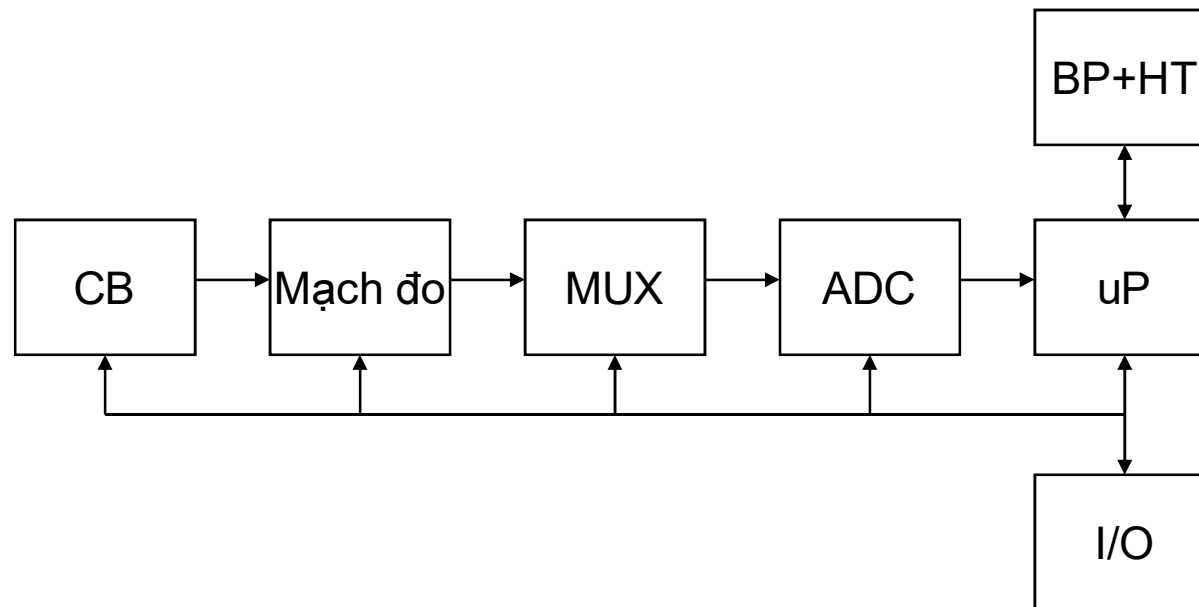 BP+HT
CB
Mạch đo
MUX
ADC
uP
I/O